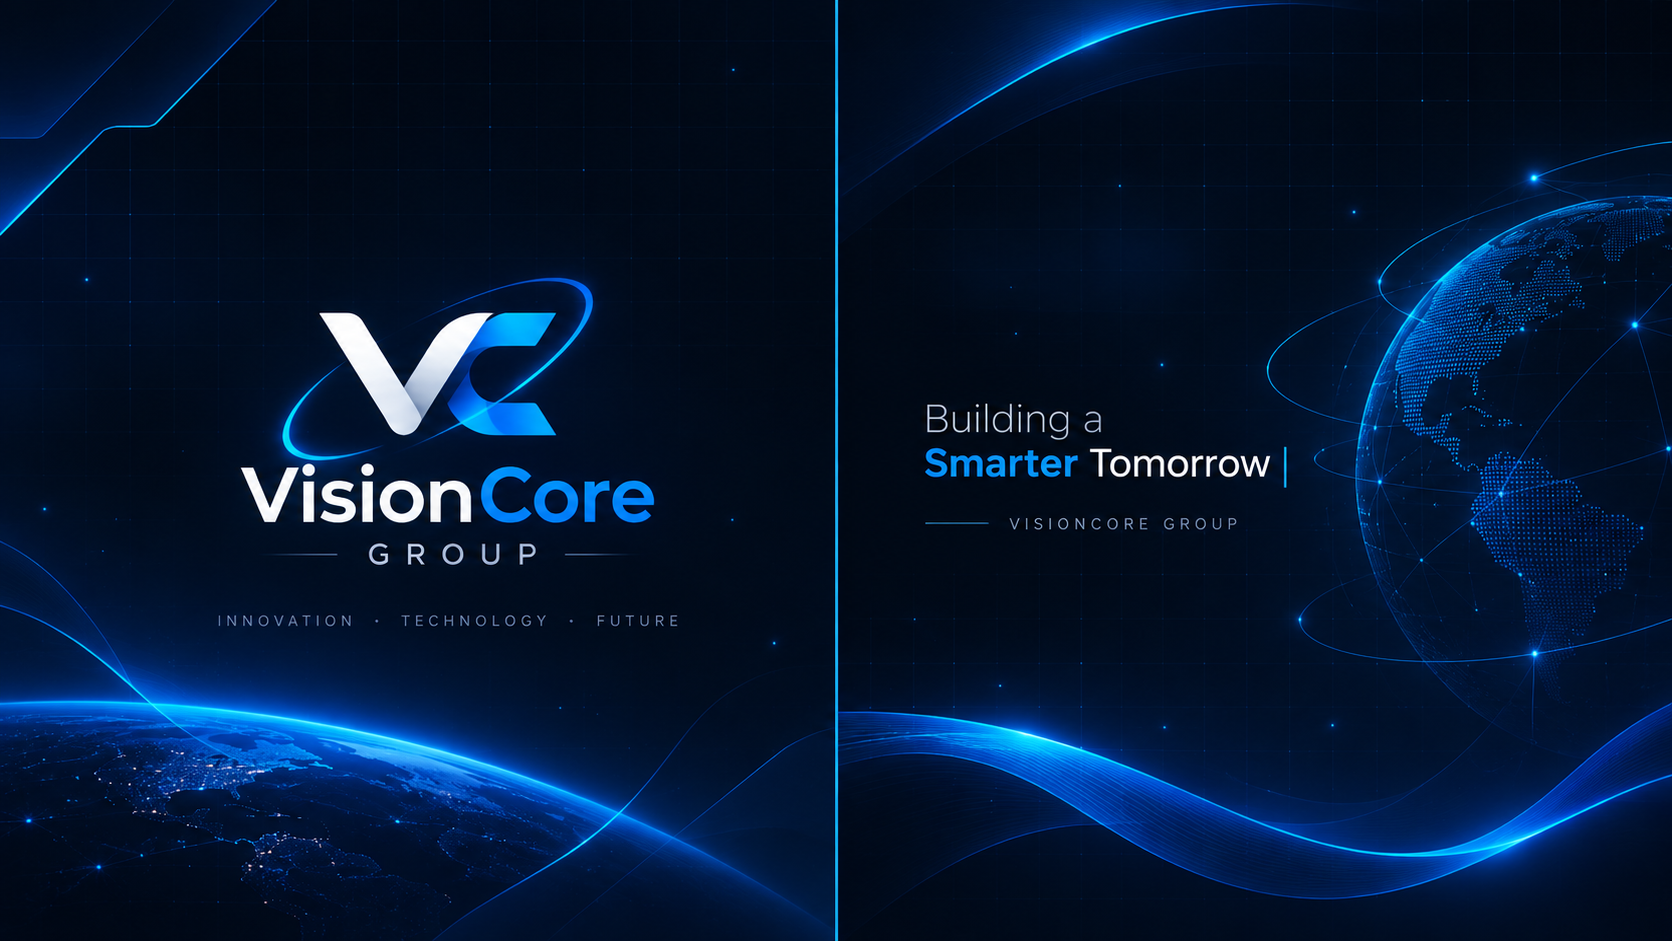 VC
VisionCore
GROUP
INNOVATION • TECHNOLOGY • FUTURE
Building a
Smarter Tomorrow |
VISIONCORE GROUP